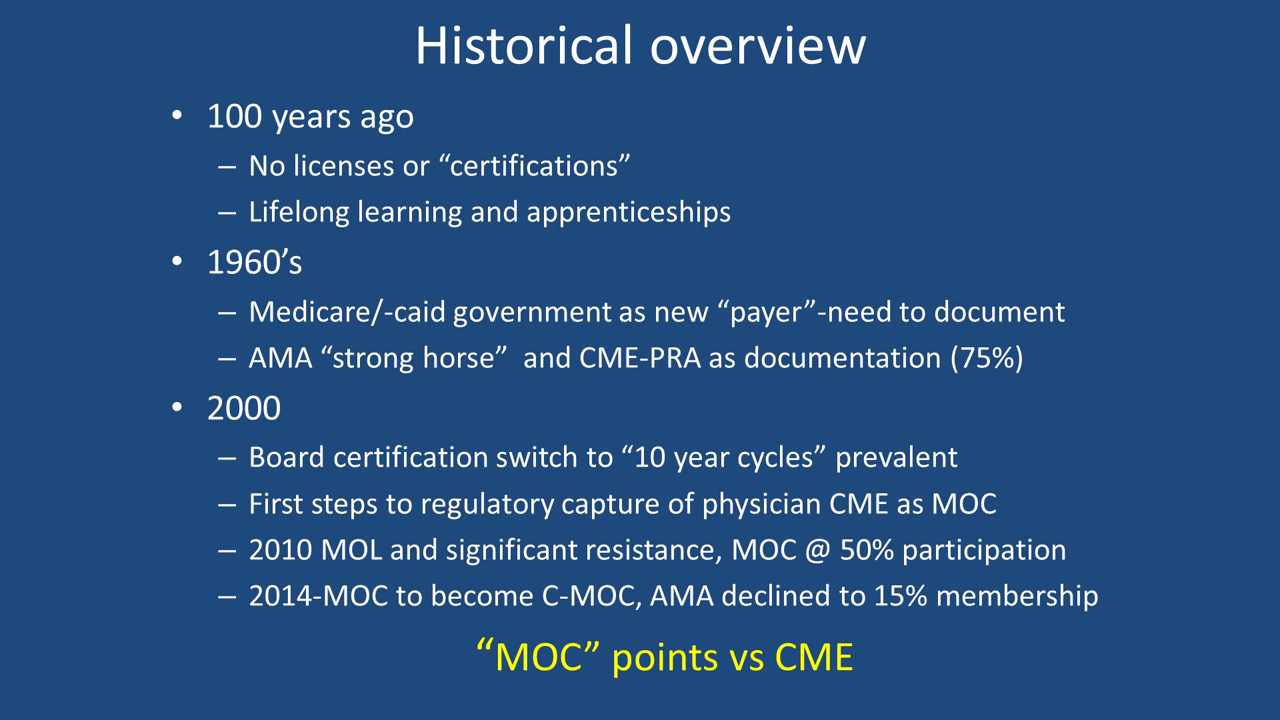 Historical overview
• 100 years ago
– No licenses or “certifications”
– Lifelong learning and apprenticeships
• 1960’s
– Medicare/-caid government as new “payer”-need to document
– AMA “strong horse”  and CME-PRA as documentation (75%)
• 2000
– Board certification switch to “10 year cycles” prevalent
– First steps to regulatory capture of physician CME as MOC
– 2010 MOL and significant resistance, MOC @ 50% participation
– 2014-MOC to become C-MOC, AMA declined to 15% membership
“MOC” points vs CME